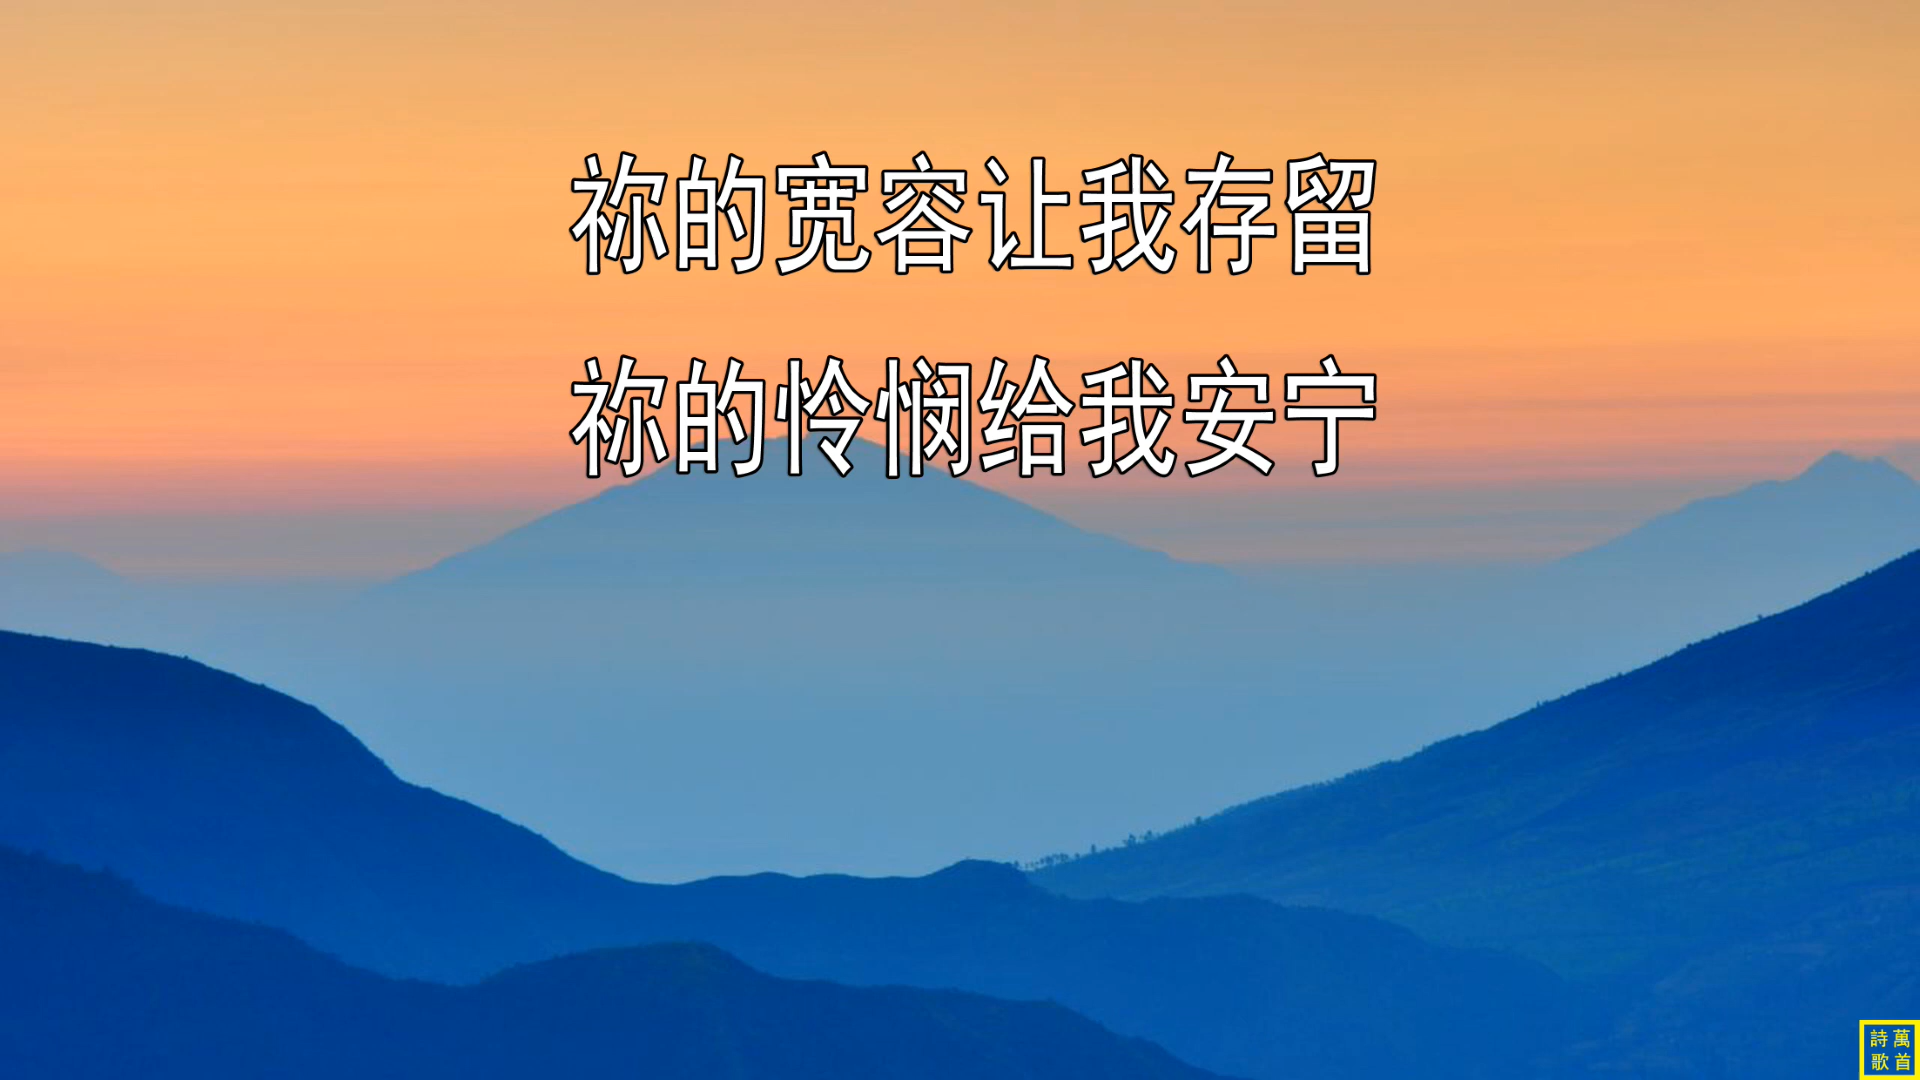 祢的宽容让我存留
祢的怜悯给我安宁
萬首
詩歌